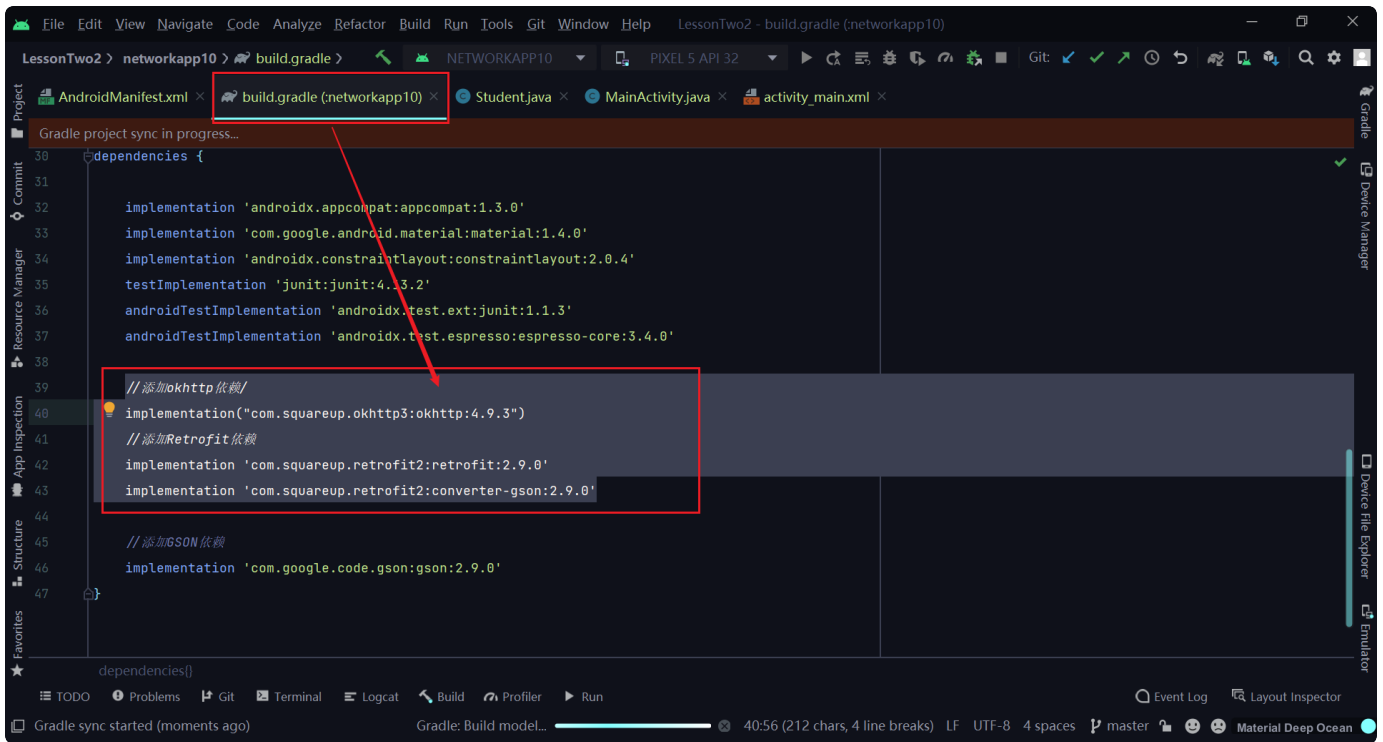 File Edit View Navigate Code Analyze Refactor Build Run Tools Git Window Help LessonTwo2 - build.gradle (:networkapp10)
LessonTwo2 networkapp10 build.gradle NETWORKAPP10 PIXEL 5 API 32 Git:
AndroidManifest.xml build.gradle (:networkapp10) Student.java MainActivity.java activity_main.xml
Gradle project sync in progress...
30 dependencies {
31
32 implementation 'androidx.appcompat:appcompat:1.3.0'
33 implementation 'com.google.android.material:material:1.4.0'
34 implementation 'androidx.constraintlayout:constraintlayout:2.0.4'
35 testImplementation 'junit:junit:4.13.2'
36 androidTestImplementation 'androidx.test.ext:junit:1.1.3'
37 androidTestImplementation 'androidx.test.espresso:espresso-core:3.4.0'
38
39 //添加okhttp依赖/
40 implementation("com.squareup.okhttp3:okhttp:4.9.3")
41 //添加Retrofit依赖
42 implementation 'com.squareup.retrofit2:retrofit:2.9.0'
43 implementation 'com.squareup.retrofit2:converter-gson:2.9.0'
44
45 //添加GSON依赖
46 implementation 'com.google.code.gson:gson:2.9.0'
47 }
dependencies{}
Project
Commit
Resource Manager
App Inspection
Structure
Favorites
Gradle
Device Manager
Device File Explorer
Emulator
TODO Problems Git Terminal Logcat Build Profiler Run Event Log Layout Inspector
Gradle sync started (moments ago) Gradle: Build model... 40:56 (212 chars, 4 line breaks) LF UTF-8 4 spaces master Material Deep Ocean